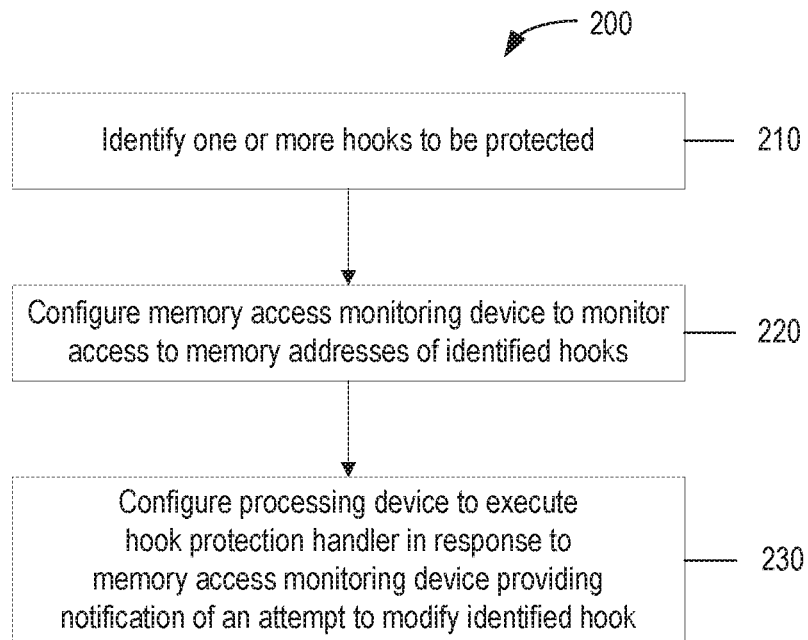 200
Identify one or more hooks to be protected
210
Configure memory access monitoring device to monitor
access to memory addresses of identified hooks
220
Configure processing device to execute
hook protection handler in response to
memory access monitoring device providing
notification of an attempt to modify identified hook
230